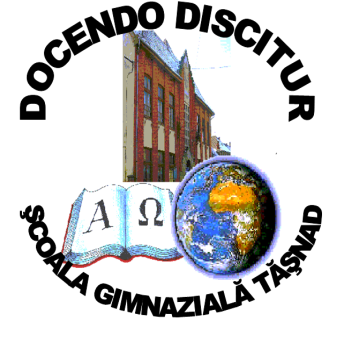 DOCENDO DISCITUR
Α Ω
ŞCOALA GIMNAZIALĂ TĂŞNAD